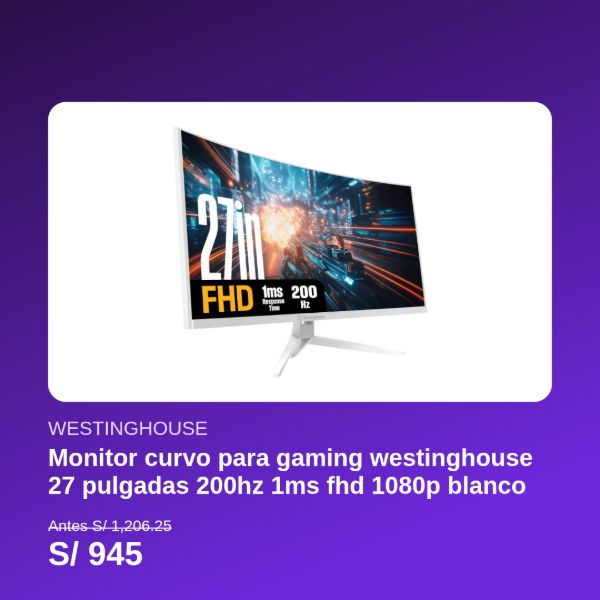 27in
FHD
1ms
Response
Time
200
Hz
WESTINGHOUSE
Monitor curvo para gaming westinghouse
27 pulgadas 200hz 1ms fhd 1080p blanco
Antes S/ 1,206.25
S/ 945